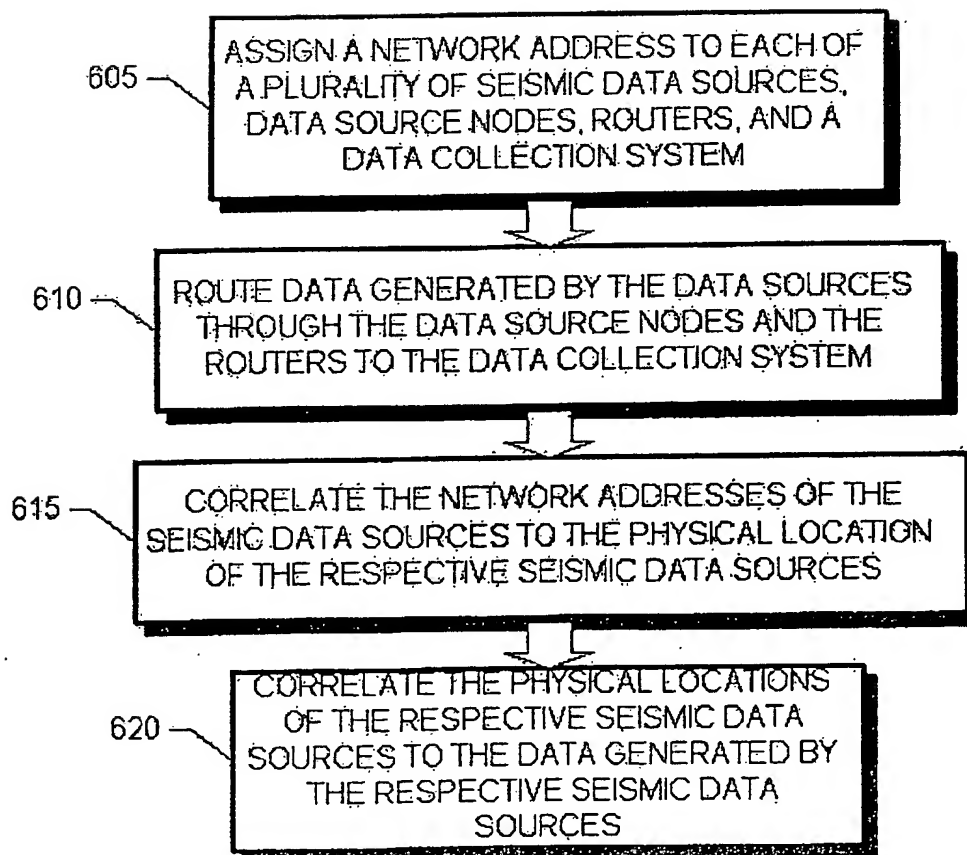 605
ASSIGN A NETWORK ADDRESS TO EACH OF
A PLURALITY OF SEISMIC DATA SOURCES,
DATA SOURCE NODES, ROUTERS, AND A
DATA COLLECTION SYSTEM
610
ROUTE DATA GENERATED BY THE DATA SOURCES
THROUGH THE DATA SOURCE NODES AND THE
ROUTERS TO THE DATA COLLECTION SYSTEM
615
CORRELATE THE NETWORK ADDRESSES OF THE
SEISMIC DATA SOURCES TO THE PHYSICAL LOCATION
OF THE RESPECTIVE SEISMIC DATA SOURCES
620
CORRELATE THE PHYSICAL LOCATIONS
OF THE RESPECTIVE SEISMIC DATA
SOURCES TO THE DATA GENERATED BY
THE RESPECTIVE SEISMIC DATA
SOURCES